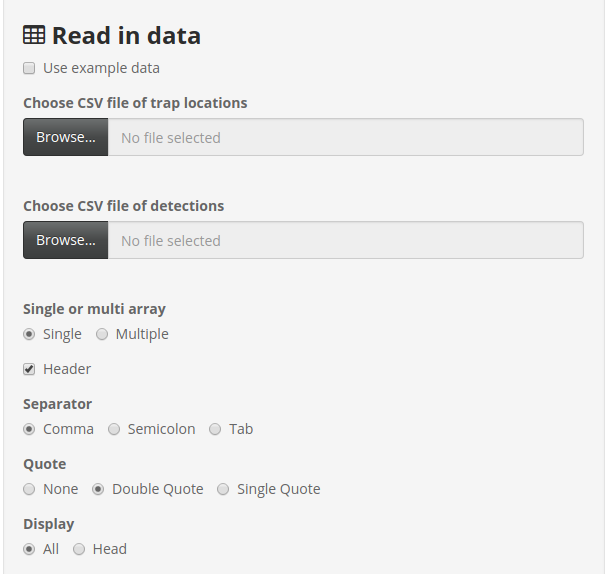 Read in data
Use example data
Choose CSV file of trap locations
Browse... No file selected
Choose CSV file of detections
Browse... No file selected
Single or multi array
Single Multiple
Header
Separator
Comma Semicolon Tab
Quote
None Double Quote Single Quote
Display
All Head